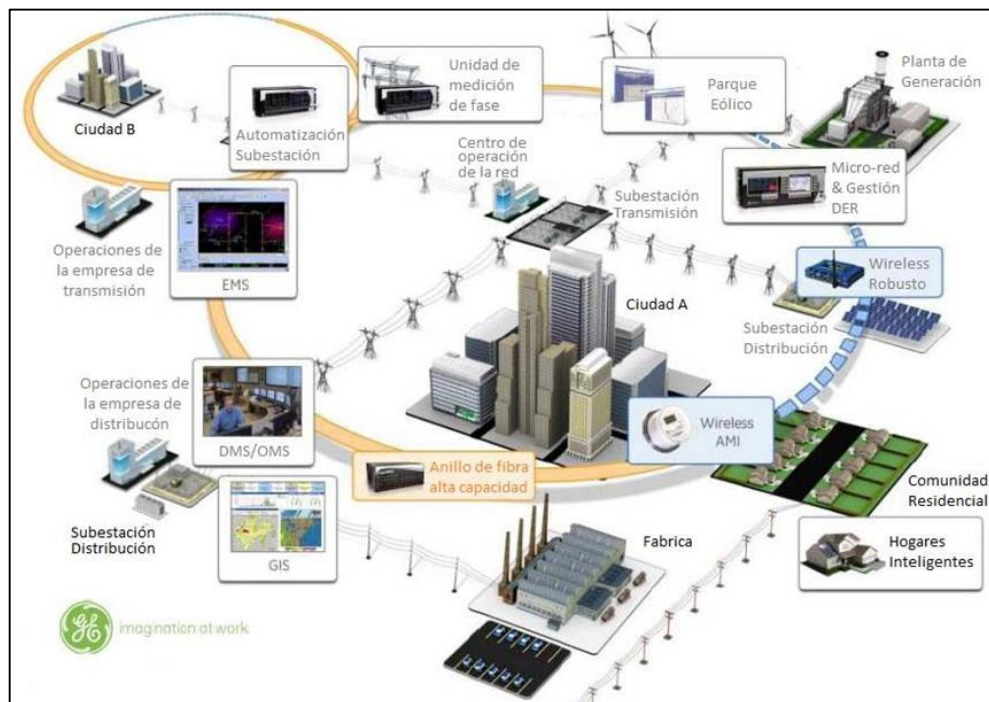 Ciudad B
Automatización
Subestación
Unidad de
medición
de fase
Parque
Eólico
Planta de
Generación
Centro de
operación
de la red
Subestación
Transmisión
Micro-red
& Gestión
DER
Operaciones de
la empresa de
transmisión
EMS
Ciudad A
Wireless
Robusto
Subestación
Distribución
Operaciones de
la empresa de
distribucón
DMS/OMS
Wireless
AMI
Anillo de fibra
alta capacidad
Comunidad
Residencial
Subestación
Distribución
GIS
Fabrica
Hogares
Inteligentes
GE
imagination at work